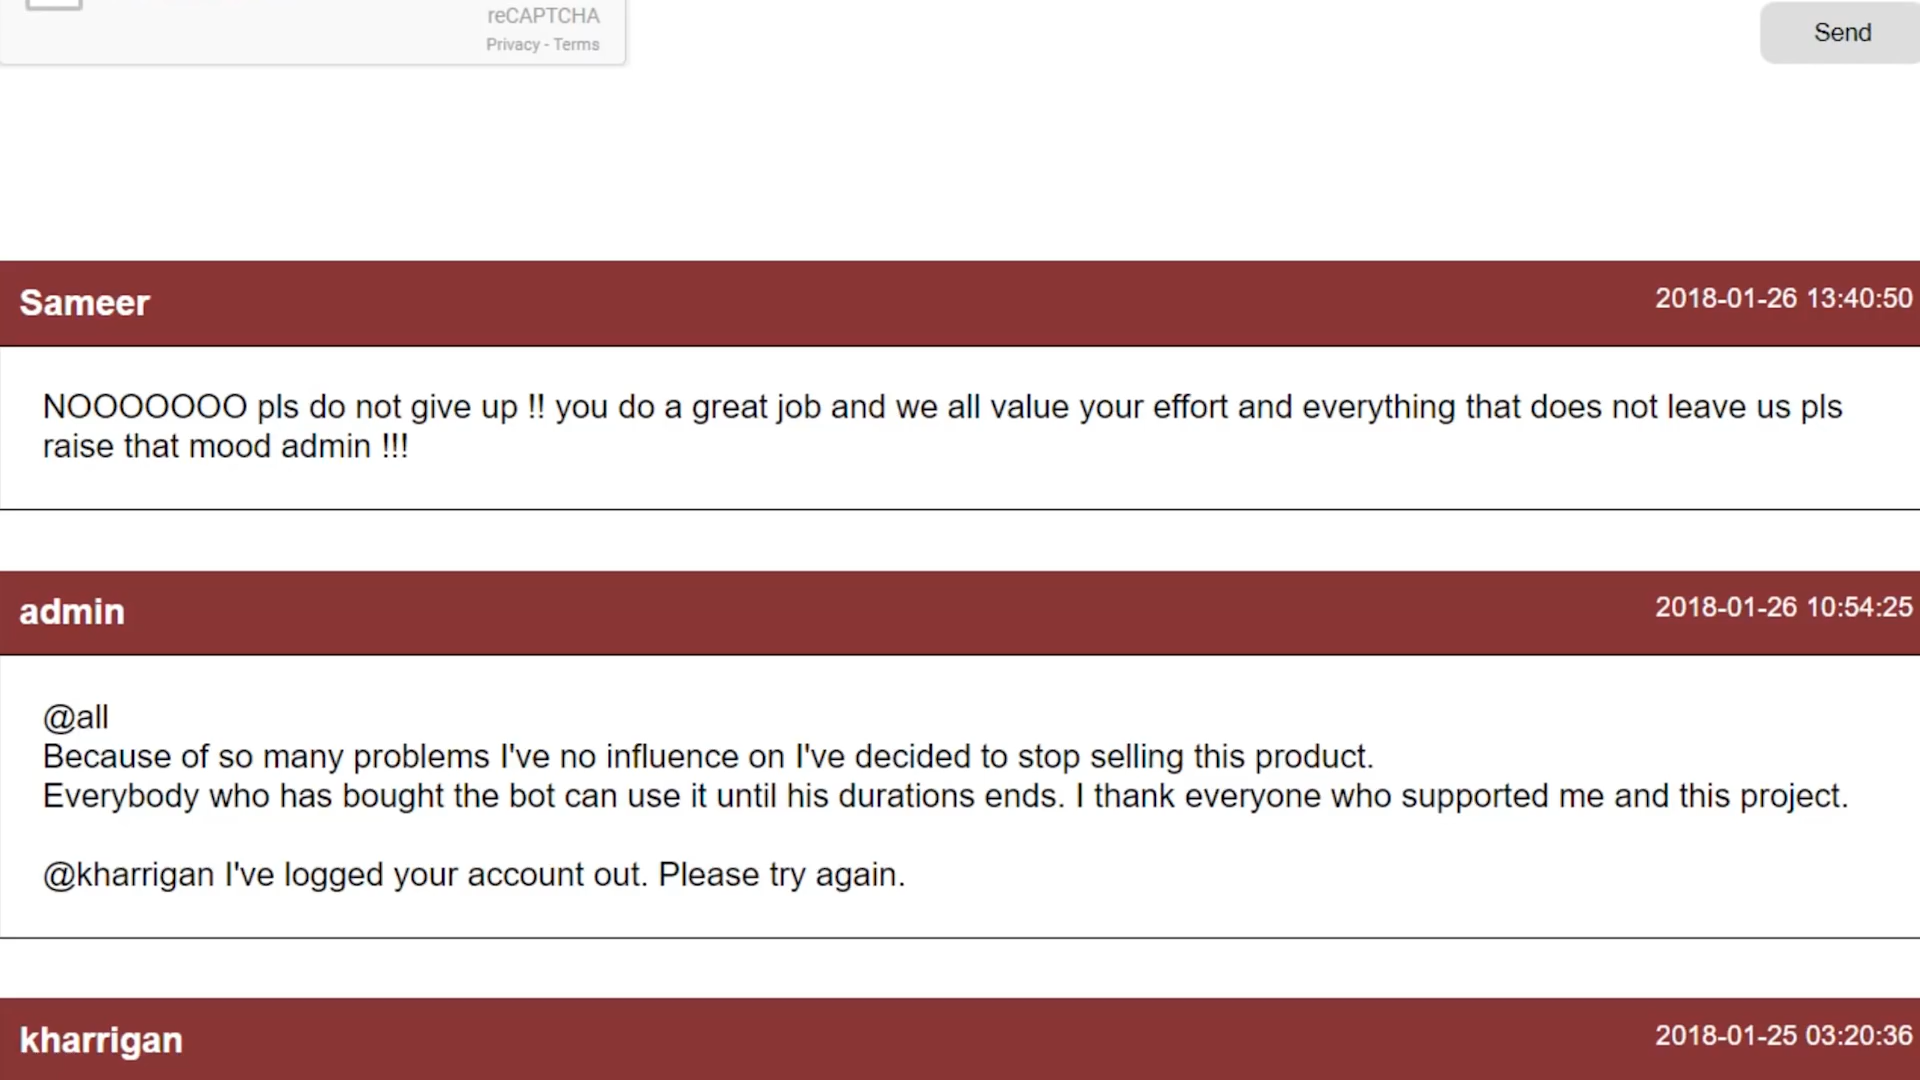 reCAPTCHA
Privacy - Terms
Send
Sameer
2018-01-26 13:40:50
NOOOOOOO pls do not give up !! you do a great job and we all value your effort and everything that does not leave us pls
raise that mood admin !!!
admin
2018-01-26 10:54:25
@all
Because of so many problems I've no influence on I've decided to stop selling this product.
Everybody who has bought the bot can use it until his durations ends. I thank everyone who supported me and this project.
@kharrigan I've logged your account out. Please try again.
kharrigan
2018-01-25 03:20:36